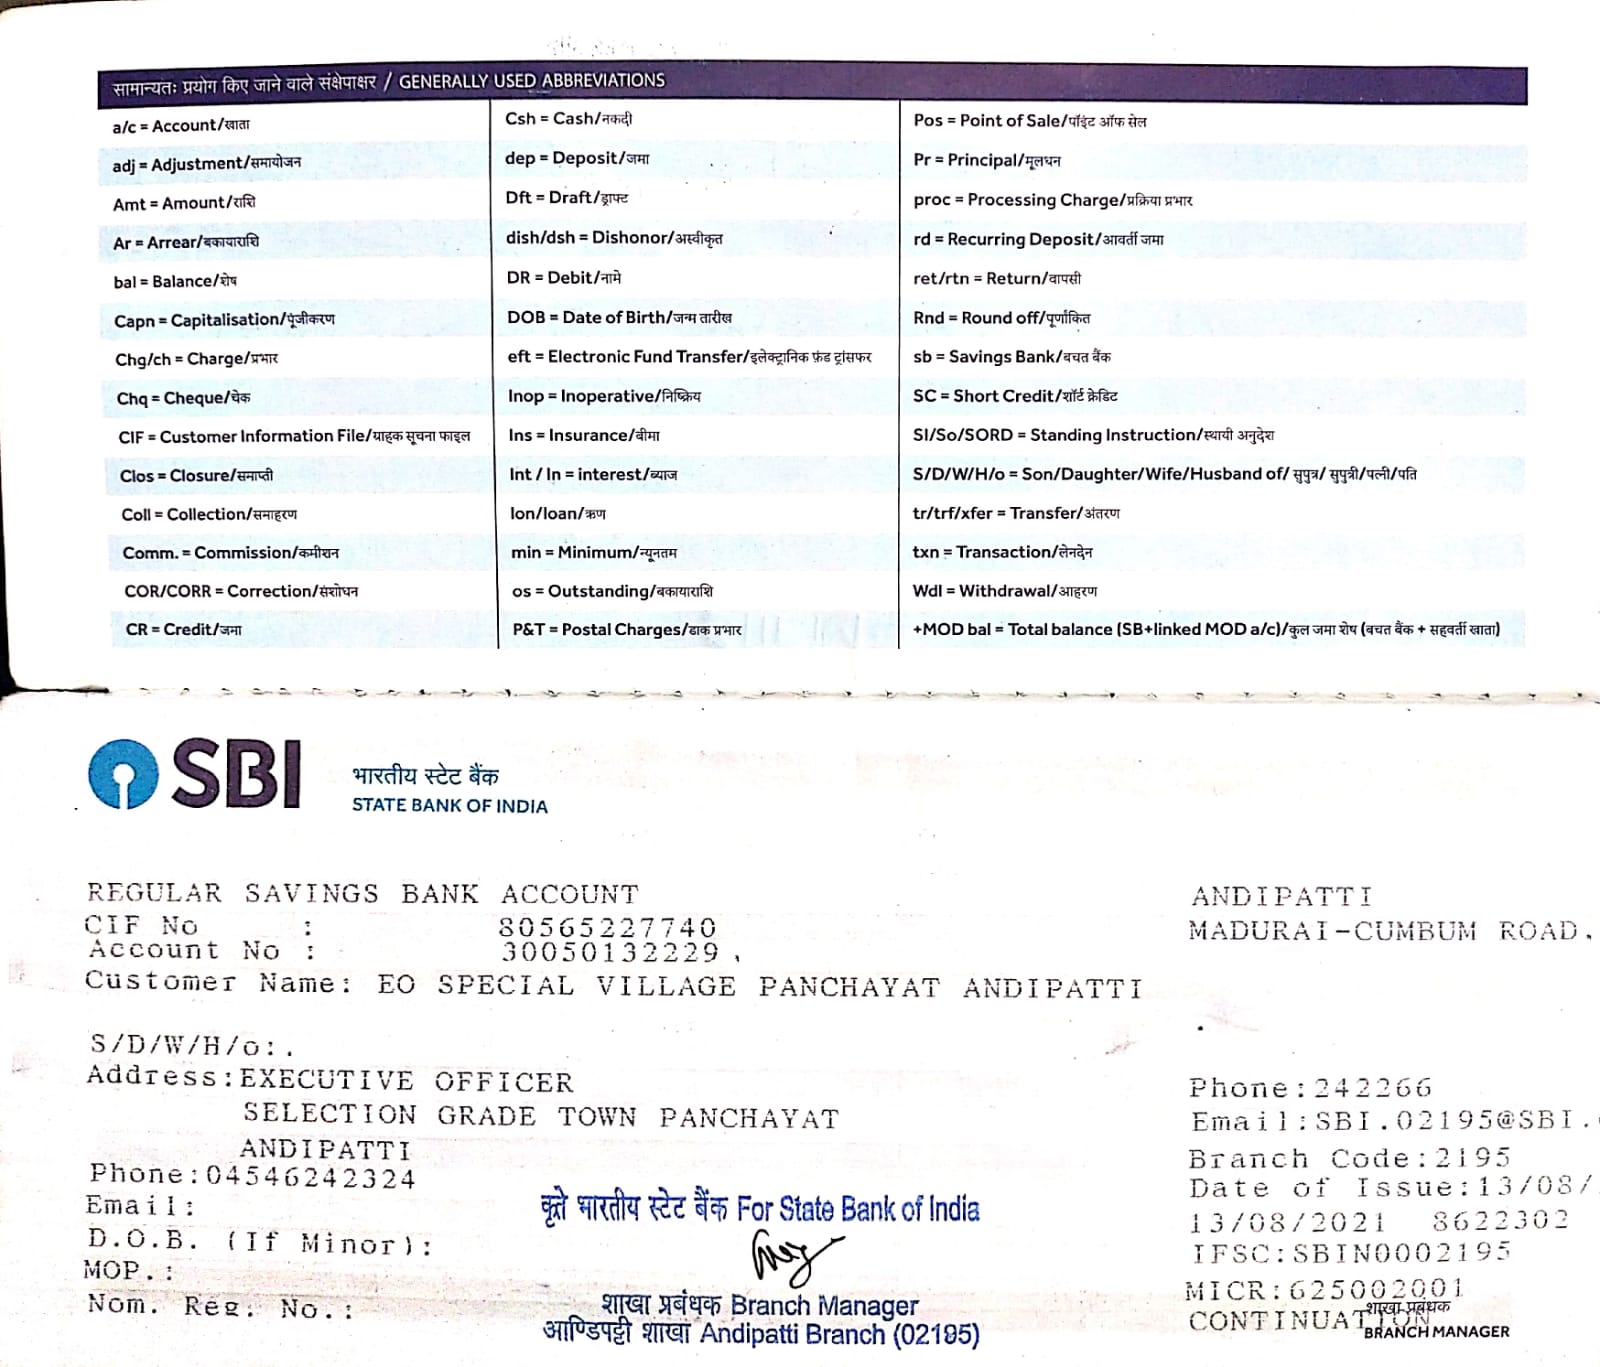 सामान्यतः प्रयोग किए जाने वाले संक्षेपाक्षर / GENERALLY USED ABBREVIATIONS
a/c = Account/खाता
adj = Adjustment/समायोजन
Amt = Amount/राशि
Ar = Arrear/बकायाराशि
bal = Balance/शेष
Capn = Capitalisation/पूंजीकरण
Chg/ch = Charge/प्रभार
Chq = Cheque/चेक
CIF = Customer Information File/ग्राहक सूचना फाइल
Clos = Closure/समाप्ती
Coll = Collection/समाहरण
Comm. = Commission/कमीशन
COR/CORR = Correction/संशोधन
CR = Credit/जमा
Csh = Cash/नकदी
dep = Deposit/जमा
Dft = Draft/ड्राफ्ट
dish/dsh = Dishonor/अस्वीकृत
DR = Debit/नामे
DOB = Date of Birth/जन्म तारीख
eft = Electronic Fund Transfer/इलेक्ट्रानिक फ़ंड ट्रांसफर
Inop = Inoperative/निष्क्रिय
Ins = Insurance/बीमा
Int / In = interest/ब्याज
lon/loan/ऋण
min = Minimum/न्यूनतम
os = Outstanding/बकायाराशि
P&T = Postal Charges/डाक प्रभार
Pos = Point of Sale/पॉइंट ऑफ सेल
Pr = Principal/मूलधन
proc = Processing Charge/प्रक्रिया प्रभार
rd = Recurring Deposit/आवर्ती जमा
ret/rtn = Return/वापसी
Rnd = Round off/पूर्णांकित
sb = Savings Bank/बचत बैंक
SC = Short Credit/शॉर्ट क्रेडिट
SI/So/SORD = Standing Instruction/स्थायी अनुदेश
S/D/W/H/o = Son/Daughter/Wife/Husband of/ सुपुत्र/ सुपुत्री/पत्नी/पति
tr/trf/xfer = Transfer/अंतरण
txn = Transaction/लेनदेन
Wdl = Withdrawal/आहरण
+MOD bal = Total balance (SB+linked MOD a/c)/कुल जमा शेष (बचत बैंक + सहवर्ती खाता)
SBI
भारतीय स्टेट बैंक
STATE BANK OF INDIA
REGULAR SAVINGS BANK ACCOUNT
CIF No : 80565227740
Account No : 30050132229 .
Customer Name: EO SPECIAL VILLAGE PANCHAYAT ANDIPATTI
S/D/W/H/o:.
Address:EXECUTIVE OFFICER
SELECTION GRADE TOWN PANCHAYAT
ANDIPATTI
Phone:04546242324
Email:
D.O.B. (If Minor):
MOP.:
Nom. Reg. No.:
कृते भारतीय स्टेट बैंक For State Bank of India
शाखा प्रबंधक Branch Manager
आण्डिपट्टी शाखा Andipatti Branch (02195)
ANDIPATTI
MADURAI-CUMBUM ROAD.
.
Phone:242266
Email:SBI.02195@SBI.
Branch Code:2195
Date of Issue:13/08/
13/08/2021 8622302
IFSC:SBIN0002195
MICR:625002001
CONTINUATION
शाखा प्रबंधक
BRANCH MANAGER